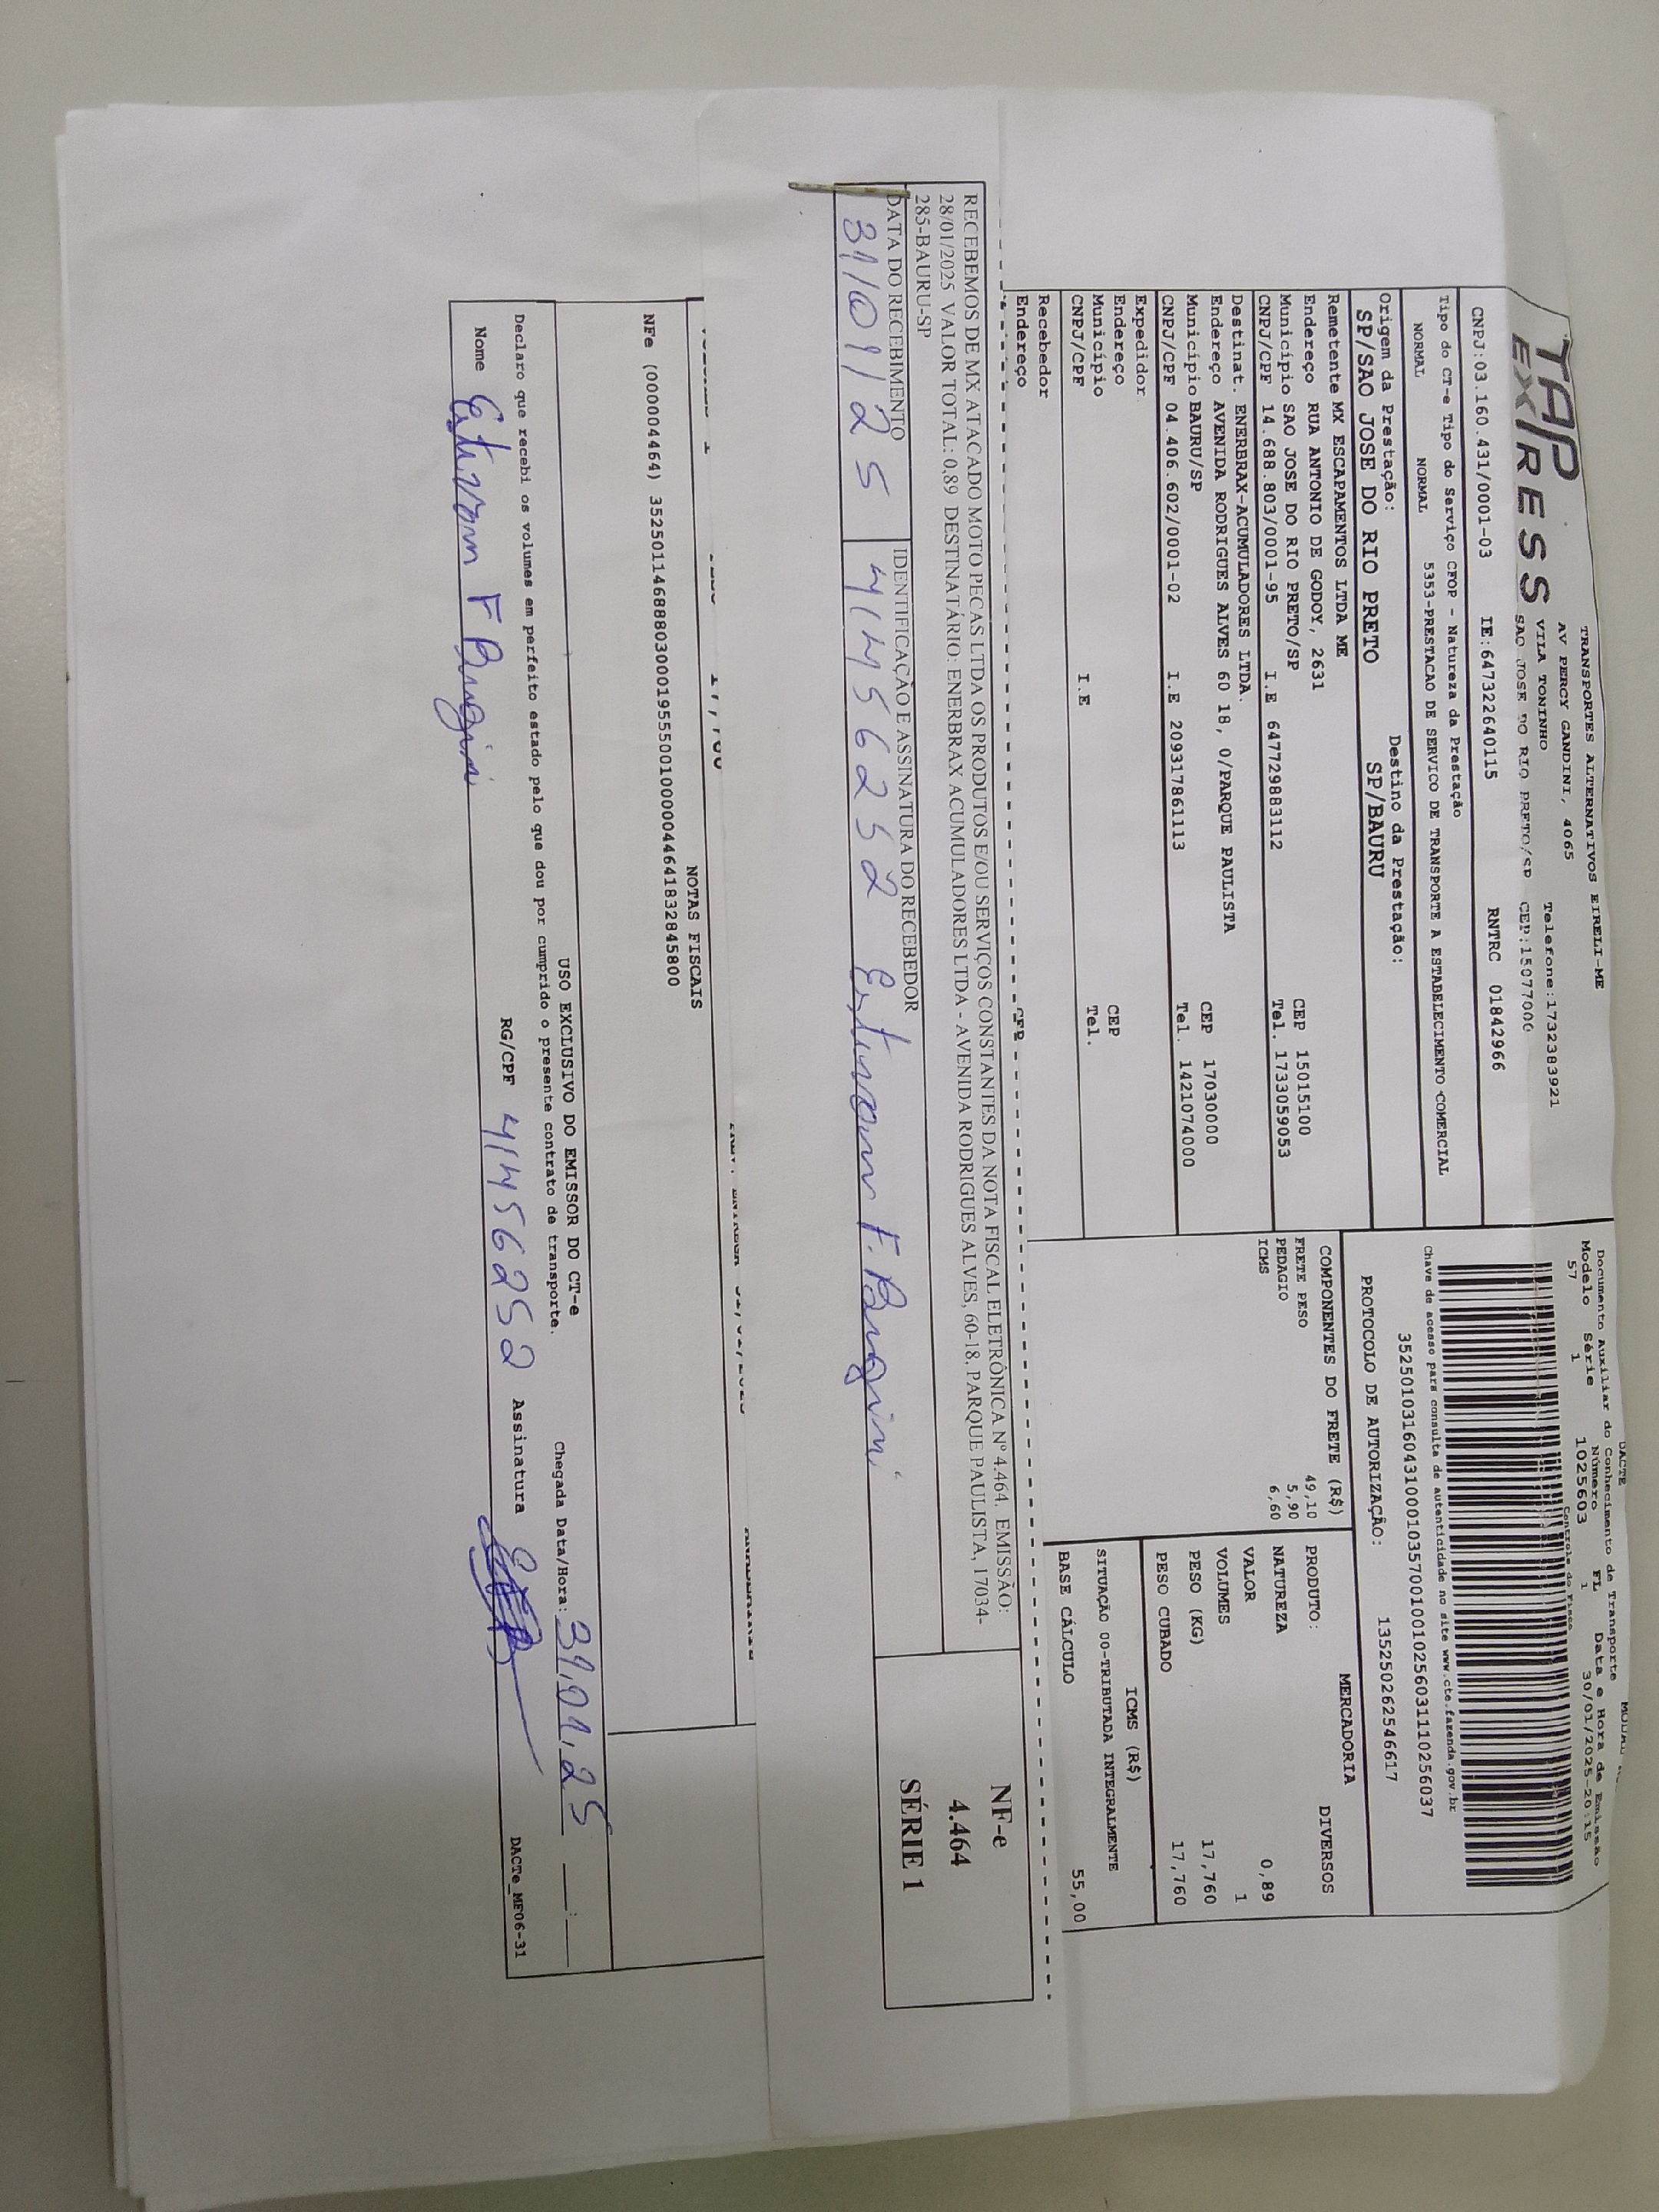 TAP EXPRESS
TRANSPORTES ALTERNATIVOS EIRELI-ME
AV PERCY GANDINI, 4065
VILA TONINHO Telefone:1732383921
SAO JOSE DO RIO PRETO/SP CEP:15077000
CNPJ:03.160.431/0001-03 IE:647322640115 RNTRC 01842966
DACTE
Documento Auxiliar do Conhecimento de Transporte
Modelo Série Número FL Data e Hora de Emissão
57 1 1025603 1 30/01/2025-20:15
Controle do Fisco
Chave de acesso para consulta de autenticidade no site www.cte.fazenda.gov.br
35250103160431000103570010010256031110256037
PROTOCOLO DE AUTORIZAÇÃO: 135250262546617
Tipo do CT-e Tipo do Serviço CFOP - Natureza da Prestação
NORMAL NORMAL 5353-PRESTACAO DE SERVICO DE TRANSPORTE A ESTABELECIMENTO COMERCIAL
Origem da Prestação: Destino da Prestação:
SP/SAO JOSE DO RIO PRETO SP/BAURU
Remetente MX ESCAPAMENTOS LTDA ME
Endereço RUA ANTONIO DE GODOY, 2631 CEP 15015100
Município SAO JOSE DO RIO PRETO/SP Tel. 1733059053
CNPJ/CPF 14.688.803/0001-95 I.E 647729883112
Destinat. ENERBRAX-ACUMULADORES LTDA.
Endereço AVENIDA RODRIGUES ALVES 60 18, 0/PARQUE PAULISTA
Município BAURU/SP CEP 17030000
CNPJ/CPF 04.406.602/0001-02 I.E 209317861113 Tel. 1421074000
Expedidor
Endereço CEP
Município Tel.
CNPJ/CPF I.E
Recebedor
Endereço CEP
COMPONENTES DO FRETE (R$)
FRETE PESO 49,10
PEDAGIO 5,90
ICMS 6,60
MERCADORIA
PRODUTO: DIVERSOS
NATUREZA
VALOR 0,89
VOLUMES 1
PESO (KG) 17,760
PESO CUBADO 17,760
ICMS (R$)
SITUAÇÃO 00-TRIBUTADA INTEGRALMENTE
BASE CÁLCULO 55,00
RECEBEMOS DE MX ATACADO MOTO PECAS LTDA OS PRODUTOS E/OU SERVIÇOS CONSTANTES DA NOTA FISCAL ELETRÔNICA Nº 4.464. EMISSÃO:
28/01/2025 VALOR TOTAL: 0,89 DESTINATÁRIO: ENERBRAX ACUMULADORES LTDA - AVENIDA RODRIGUES ALVES, 60-18. PARQUE PAULISTA, 17034-
285-BAURU-SP
DATA DO RECEBIMENTO IDENTIFICAÇÃO E ASSINATURA DO RECEBEDOR
31/01/25 41456252
NF-e
4.464
SÉRIE 1
NOTAS FISCAIS
NFe (000004464) 35250114688803000195550010000044641832845800
USO EXCLUSIVO DO EMISSOR DO CT-e
Declaro que recebi os volumes em perfeito estado pelo que dou por cumprido o presente contrato de transporte. Chegada Data/Hora: 31,01,25 __:__
Nome RG/CPF 41456252 Assinatura
DACTe_MF06-31